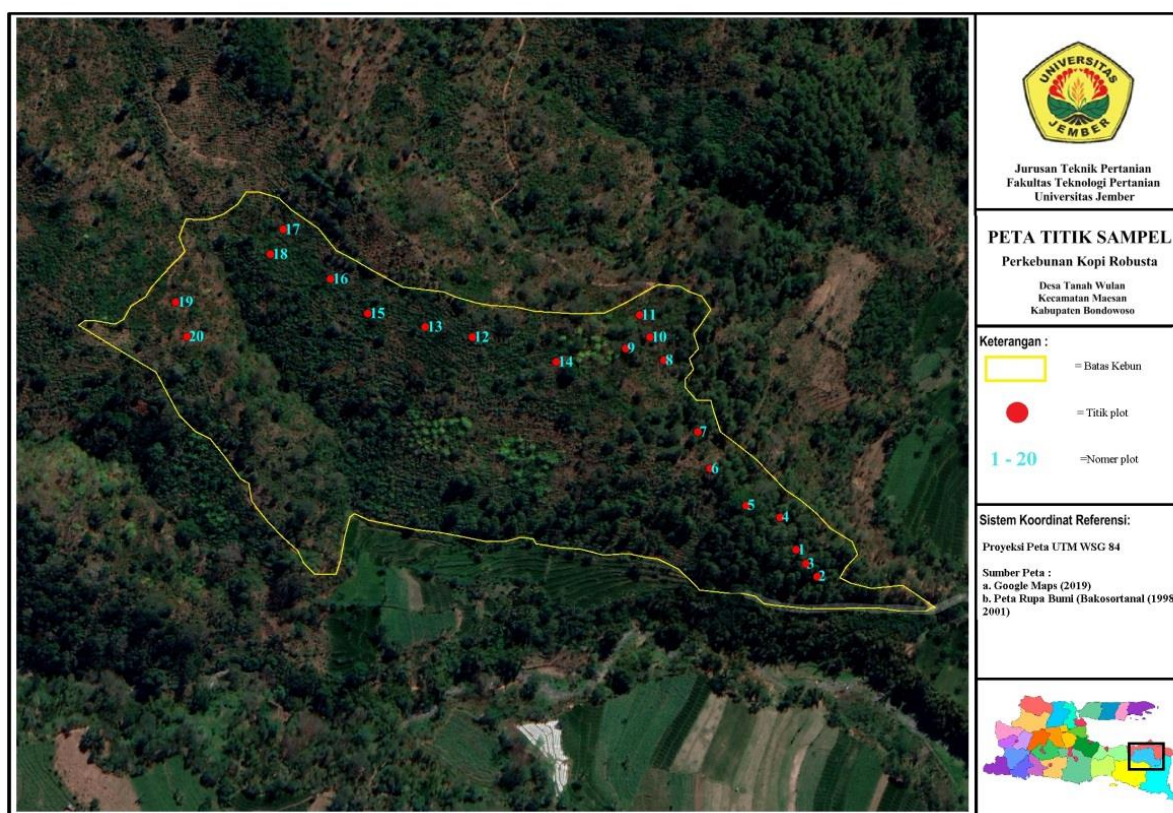 UNIVERSITAS
JEMBER
Jurusan Teknik Pertanian
Fakultas Teknologi Pertanian
Universitas Jember
PETA TITIK SAMPEL
Perkebunan Kopi Robusta
Desa Tanah Wulan
Kecamatan Maesan
Kabupaten Bondowoso
Keterangan :
= Batas Kebun
= Titik plot
1 - 20 =Nomer plot
Sistem Koordinat Referensi:
Proyeksi Peta UTM WSG 84
Sumber Peta :
a. Google Maps (2019)
b. Peta Rupa Bumi (Bakosortanal (1998
2001)
17
18
16
19
15
11
13
20
12
10
9
14
8
7
6
5
4
1
3
2